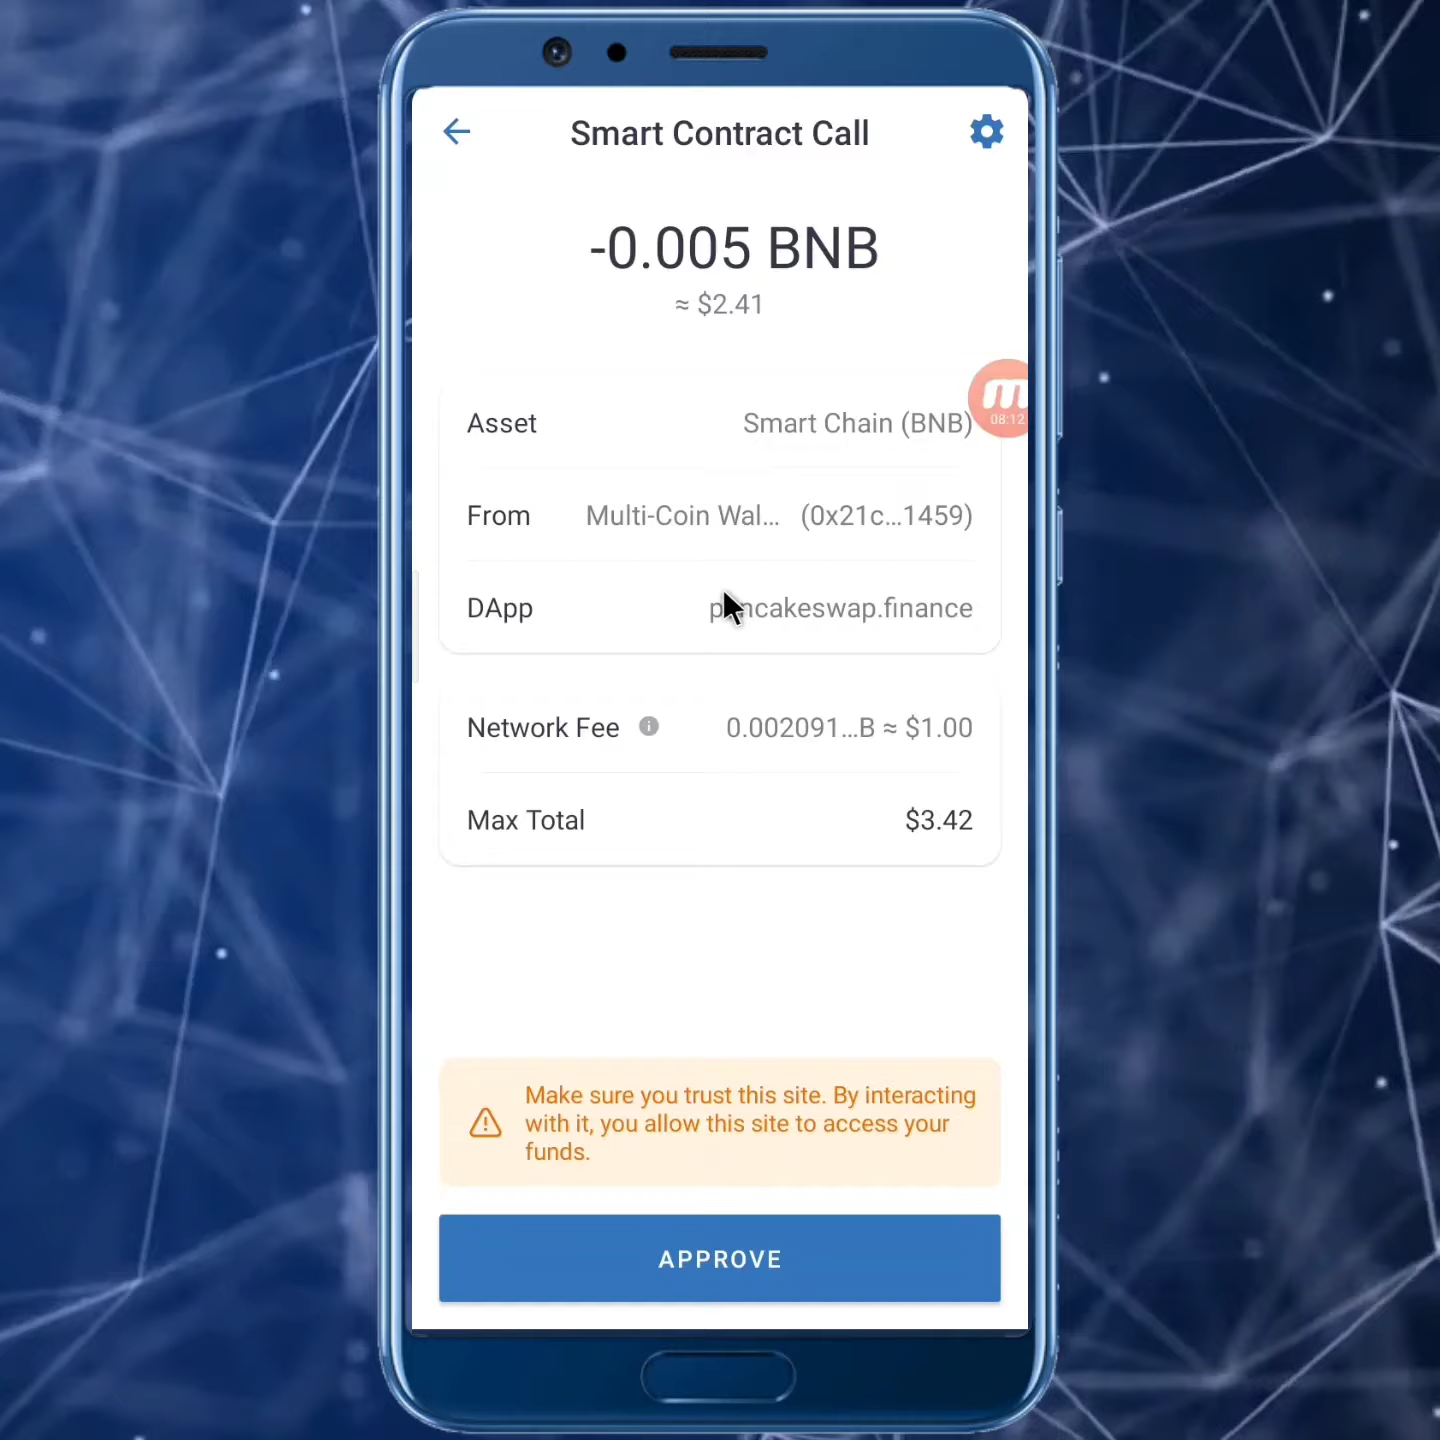 Smart Contract Call
-0.005 BNB
≈ $2.41
Asset Smart Chain (BNB)
08:12
From Multi-Coin Wal... (0x21c...1459)
DApp pancakeswap.finance
Network Fee 0.002091...B ≈ $1.00
Max Total $3.42
Make sure you trust this site. By interacting
with it, you allow this site to access your
funds.
APPROVE